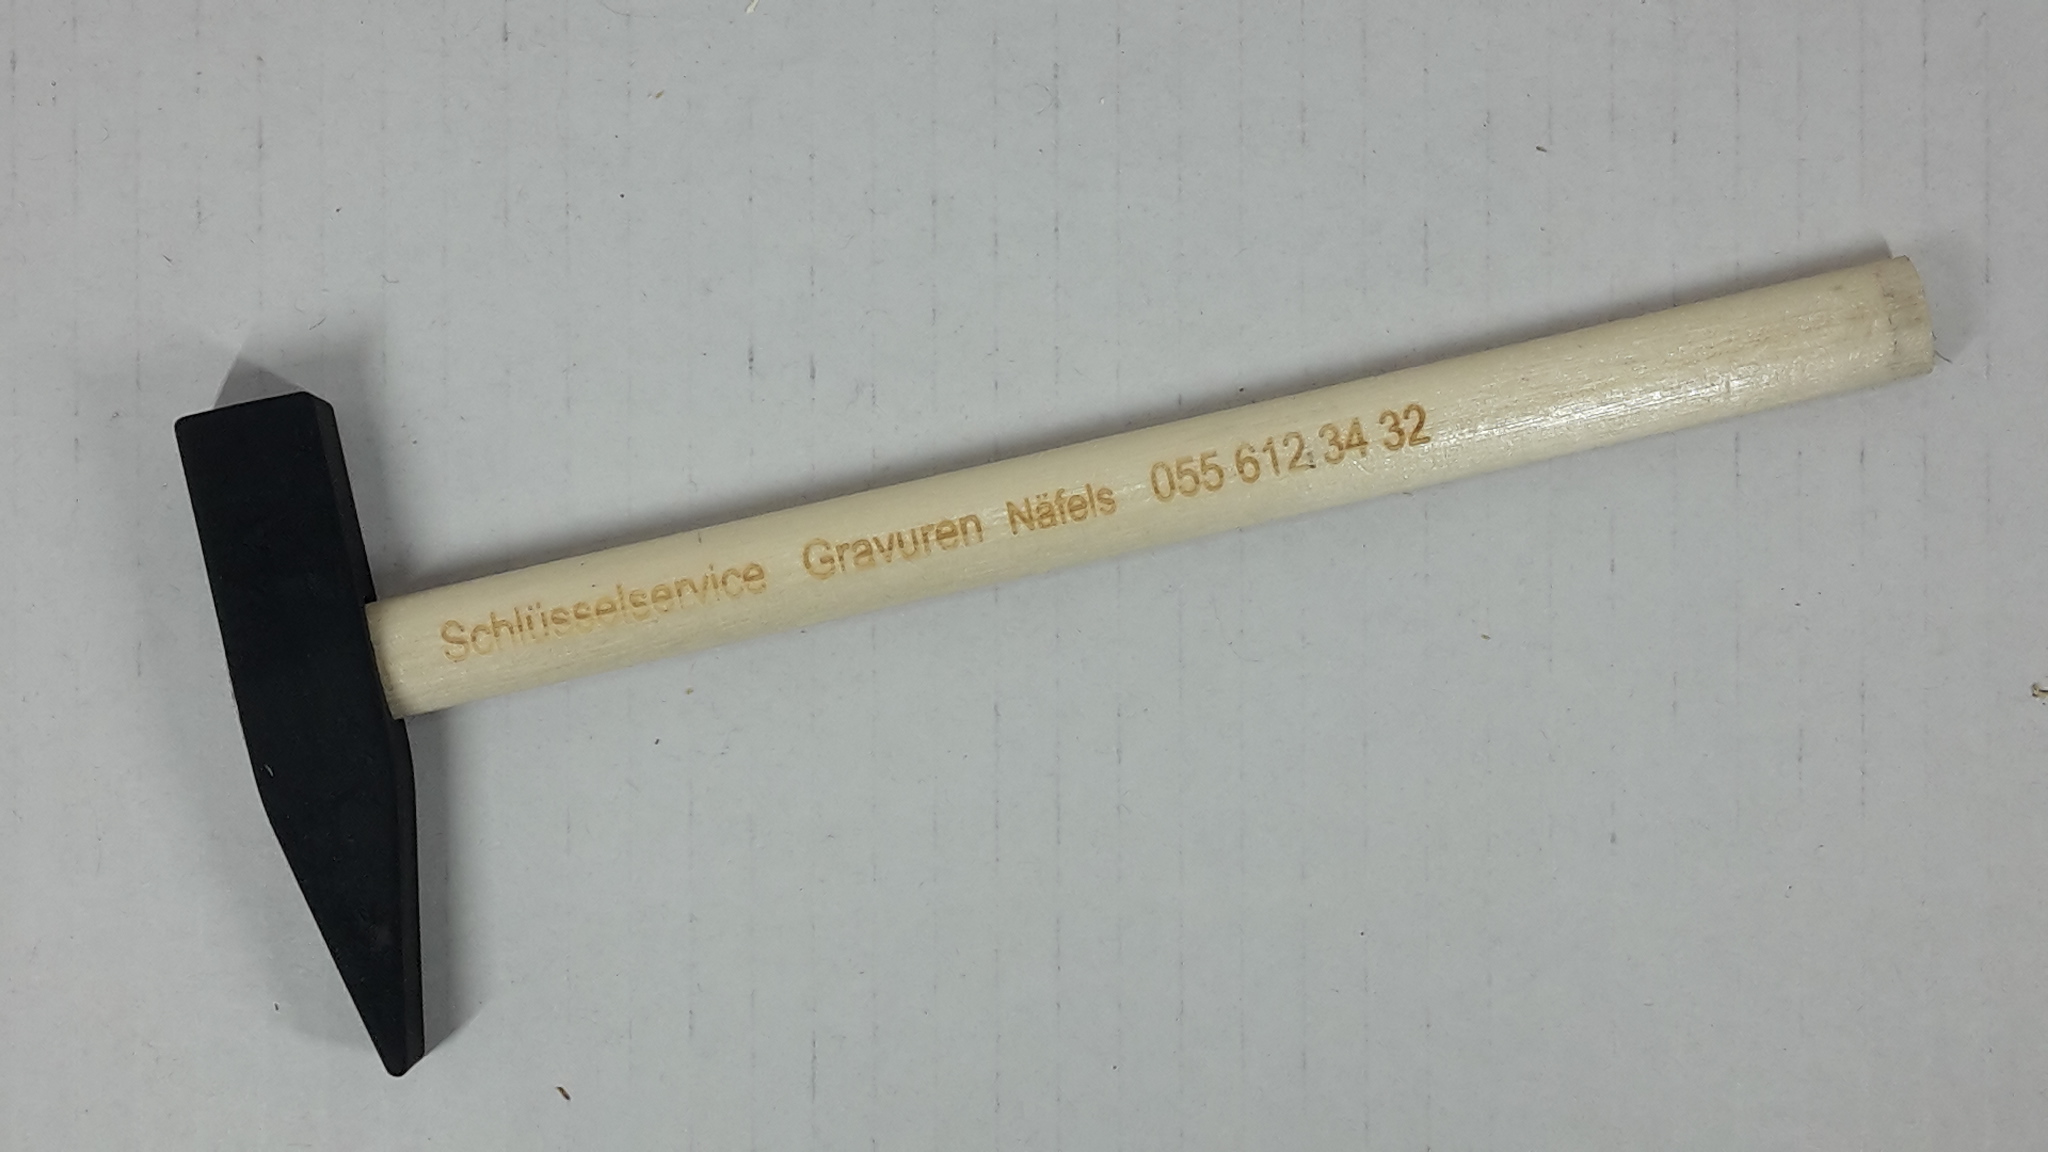 Schlüsselservice Gravuren Näfels 055 612 34 32